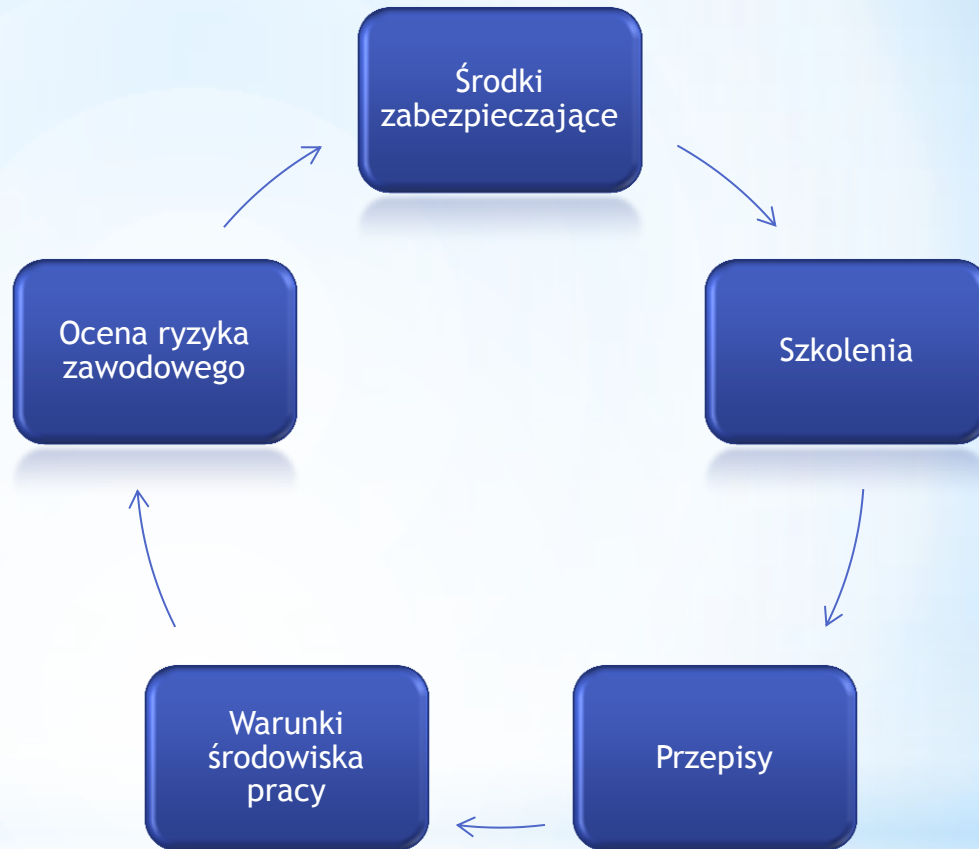 Środki
zabezpieczające
Ocena ryzyka
zawodowego
Szkolenia
Warunki
środowiska
pracy
Przepisy